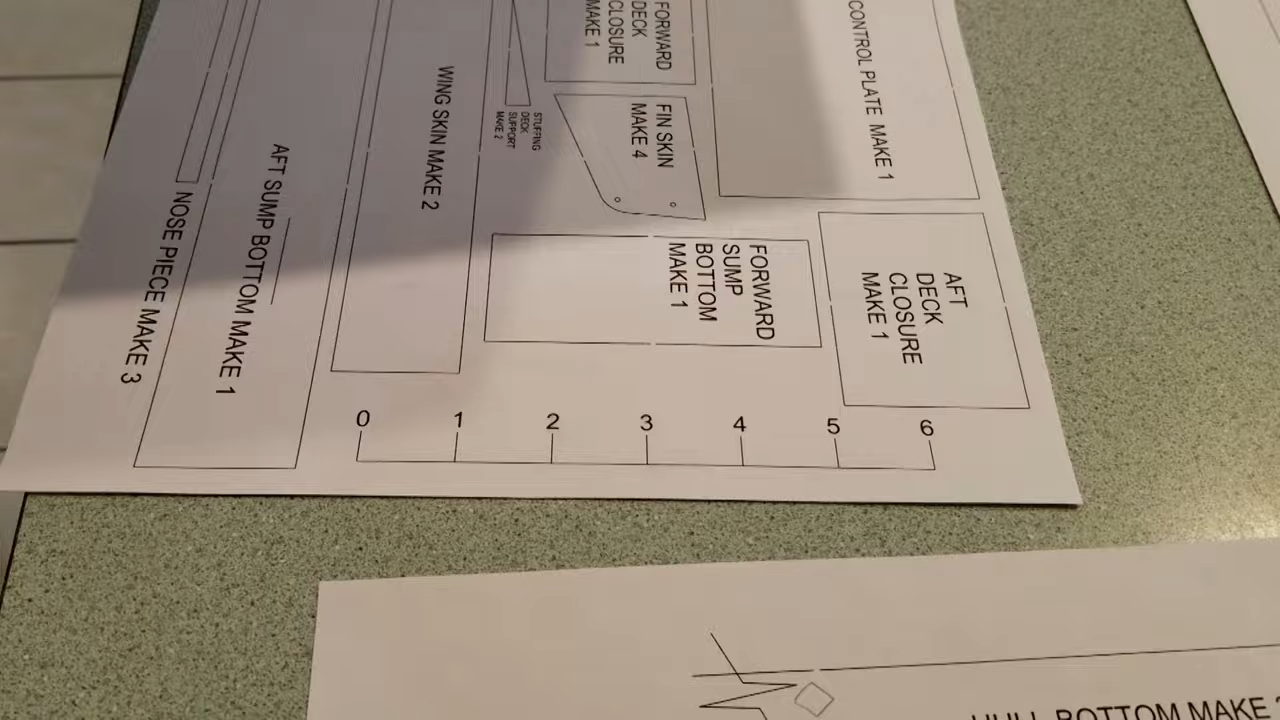 CONTROL PLATE MAKE 1
FORWARD
DECK
CLOSURE
MAKE 1
FIN SKIN
MAKE 4
STUFFING
DECK
SUPPORT
MAKE 2
WING SKIN MAKE 2
AFT SUMP BOTTOM MAKE 1
NOSE PIECE MAKE 3
FORWARD
SUMP
BOTTOM
MAKE 1
AFT
DECK
CLOSURE
MAKE 1
0 1 2 3 4 5 6
HULL BOTTOM MAKE